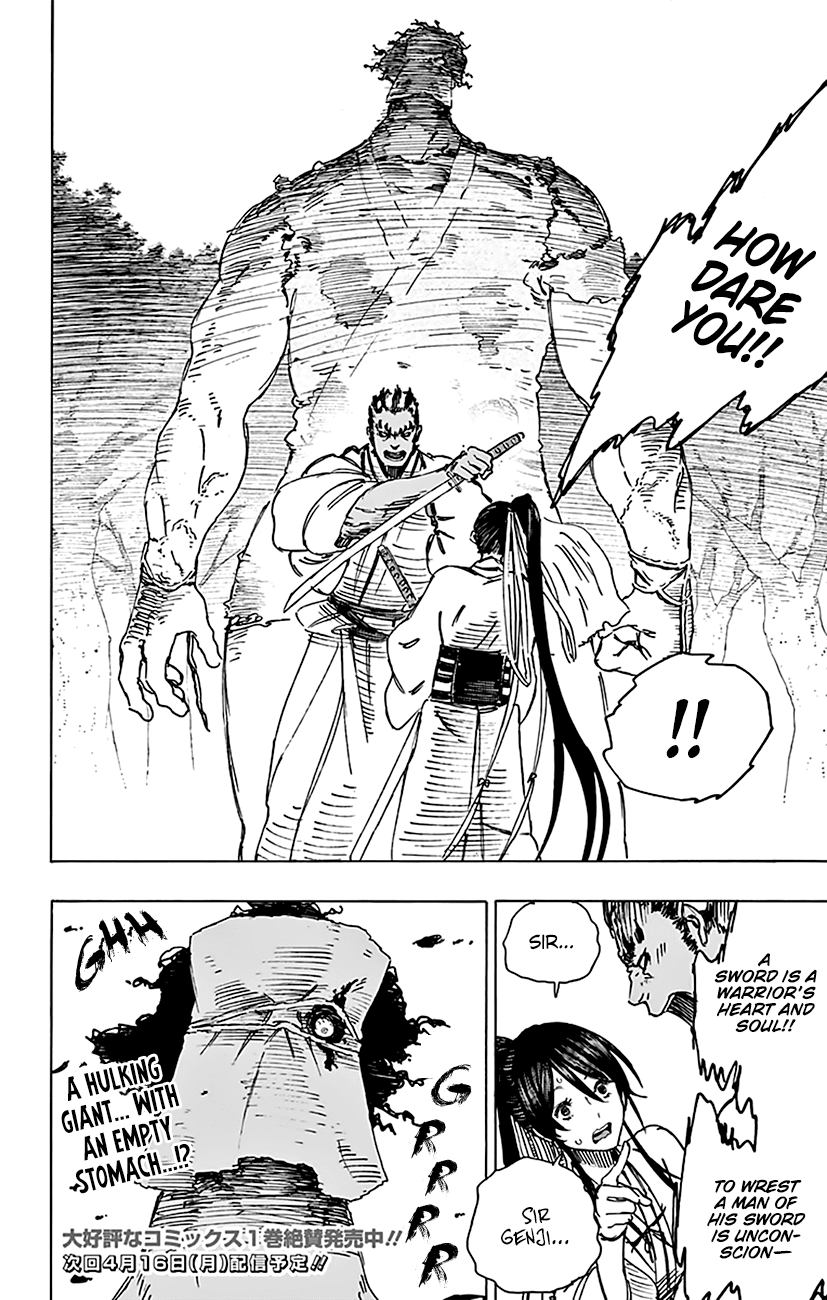 HOW
DARE
YOU!!
!!
A
SWORD IS A
WARRIOR'S
HEART AND
SOUL!!
SIR...
TO WREST
A MAN OF
HIS SWORD
IS UNCON-
SCION—
SIR
GENJI...
GHH
GRRRR
A HULKING
GIANT... WITH
AN EMPTY
STOMACH...!?
大好評なコミックス1巻絶賛発売中!!
次回4月16日(月)配信予定!!